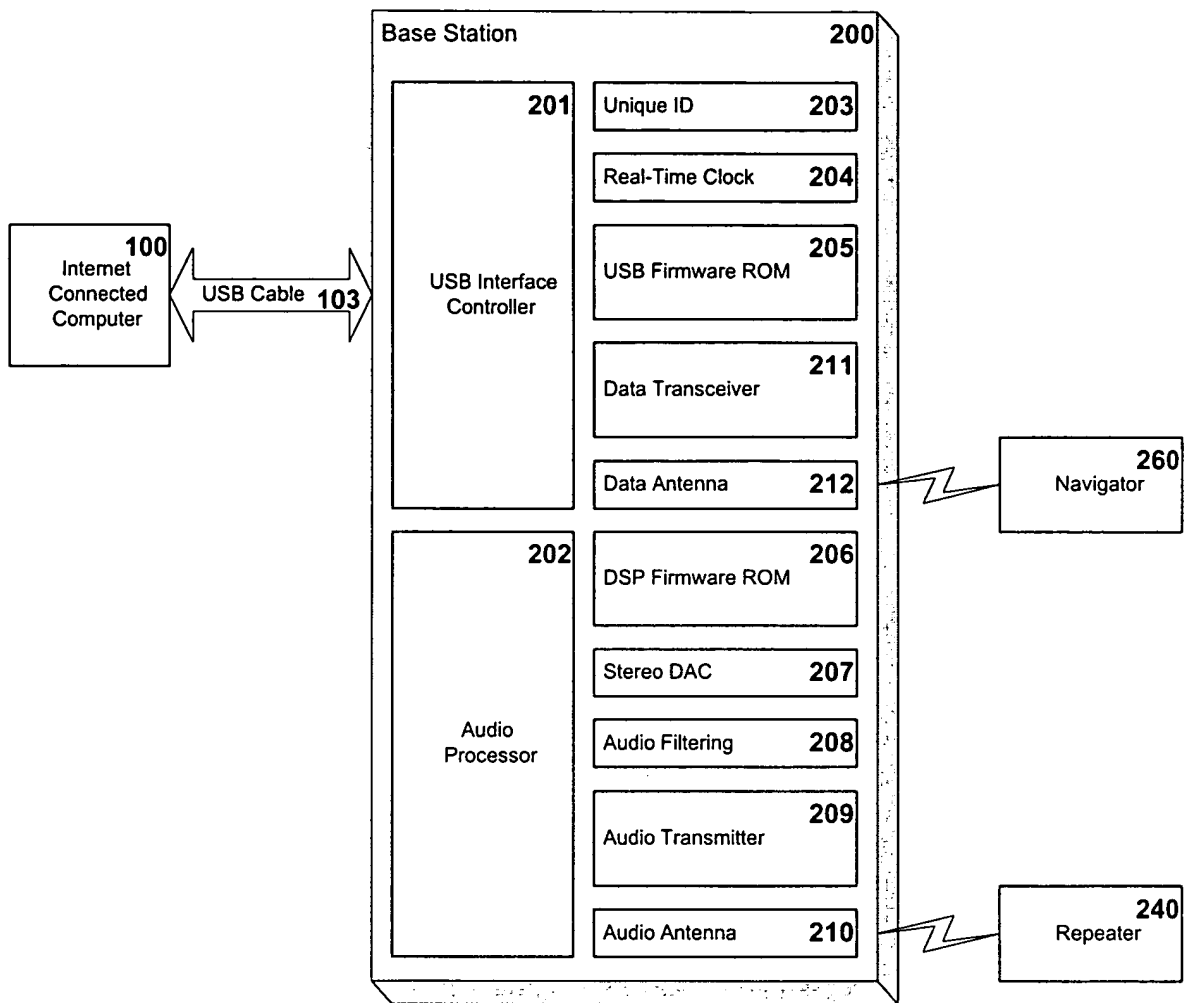 Base Station 200
201
USB Interface
Controller
Unique ID 203
Real-Time Clock 204
205
USB Firmware ROM
211
Data Transceiver
Data Antenna 212
100
Internet
Connected
Computer
USB Cable 103
260
Navigator
202
Audio
Processor
206
DSP Firmware ROM
Stereo DAC 207
Audio Filtering 208
209
Audio Transmitter
Audio Antenna 210
240
Repeater